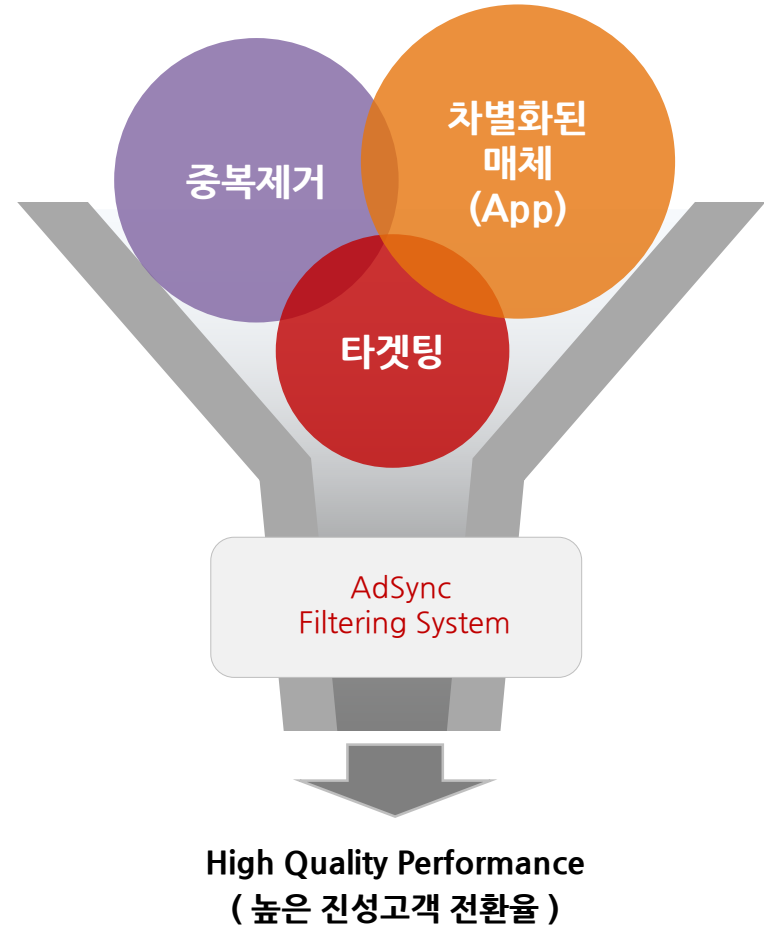 중복제거
차별화된
매체
(App)
타겟팅
AdSync
Filtering System
High Quality Performance
( 높은 진성고객 전환율 )